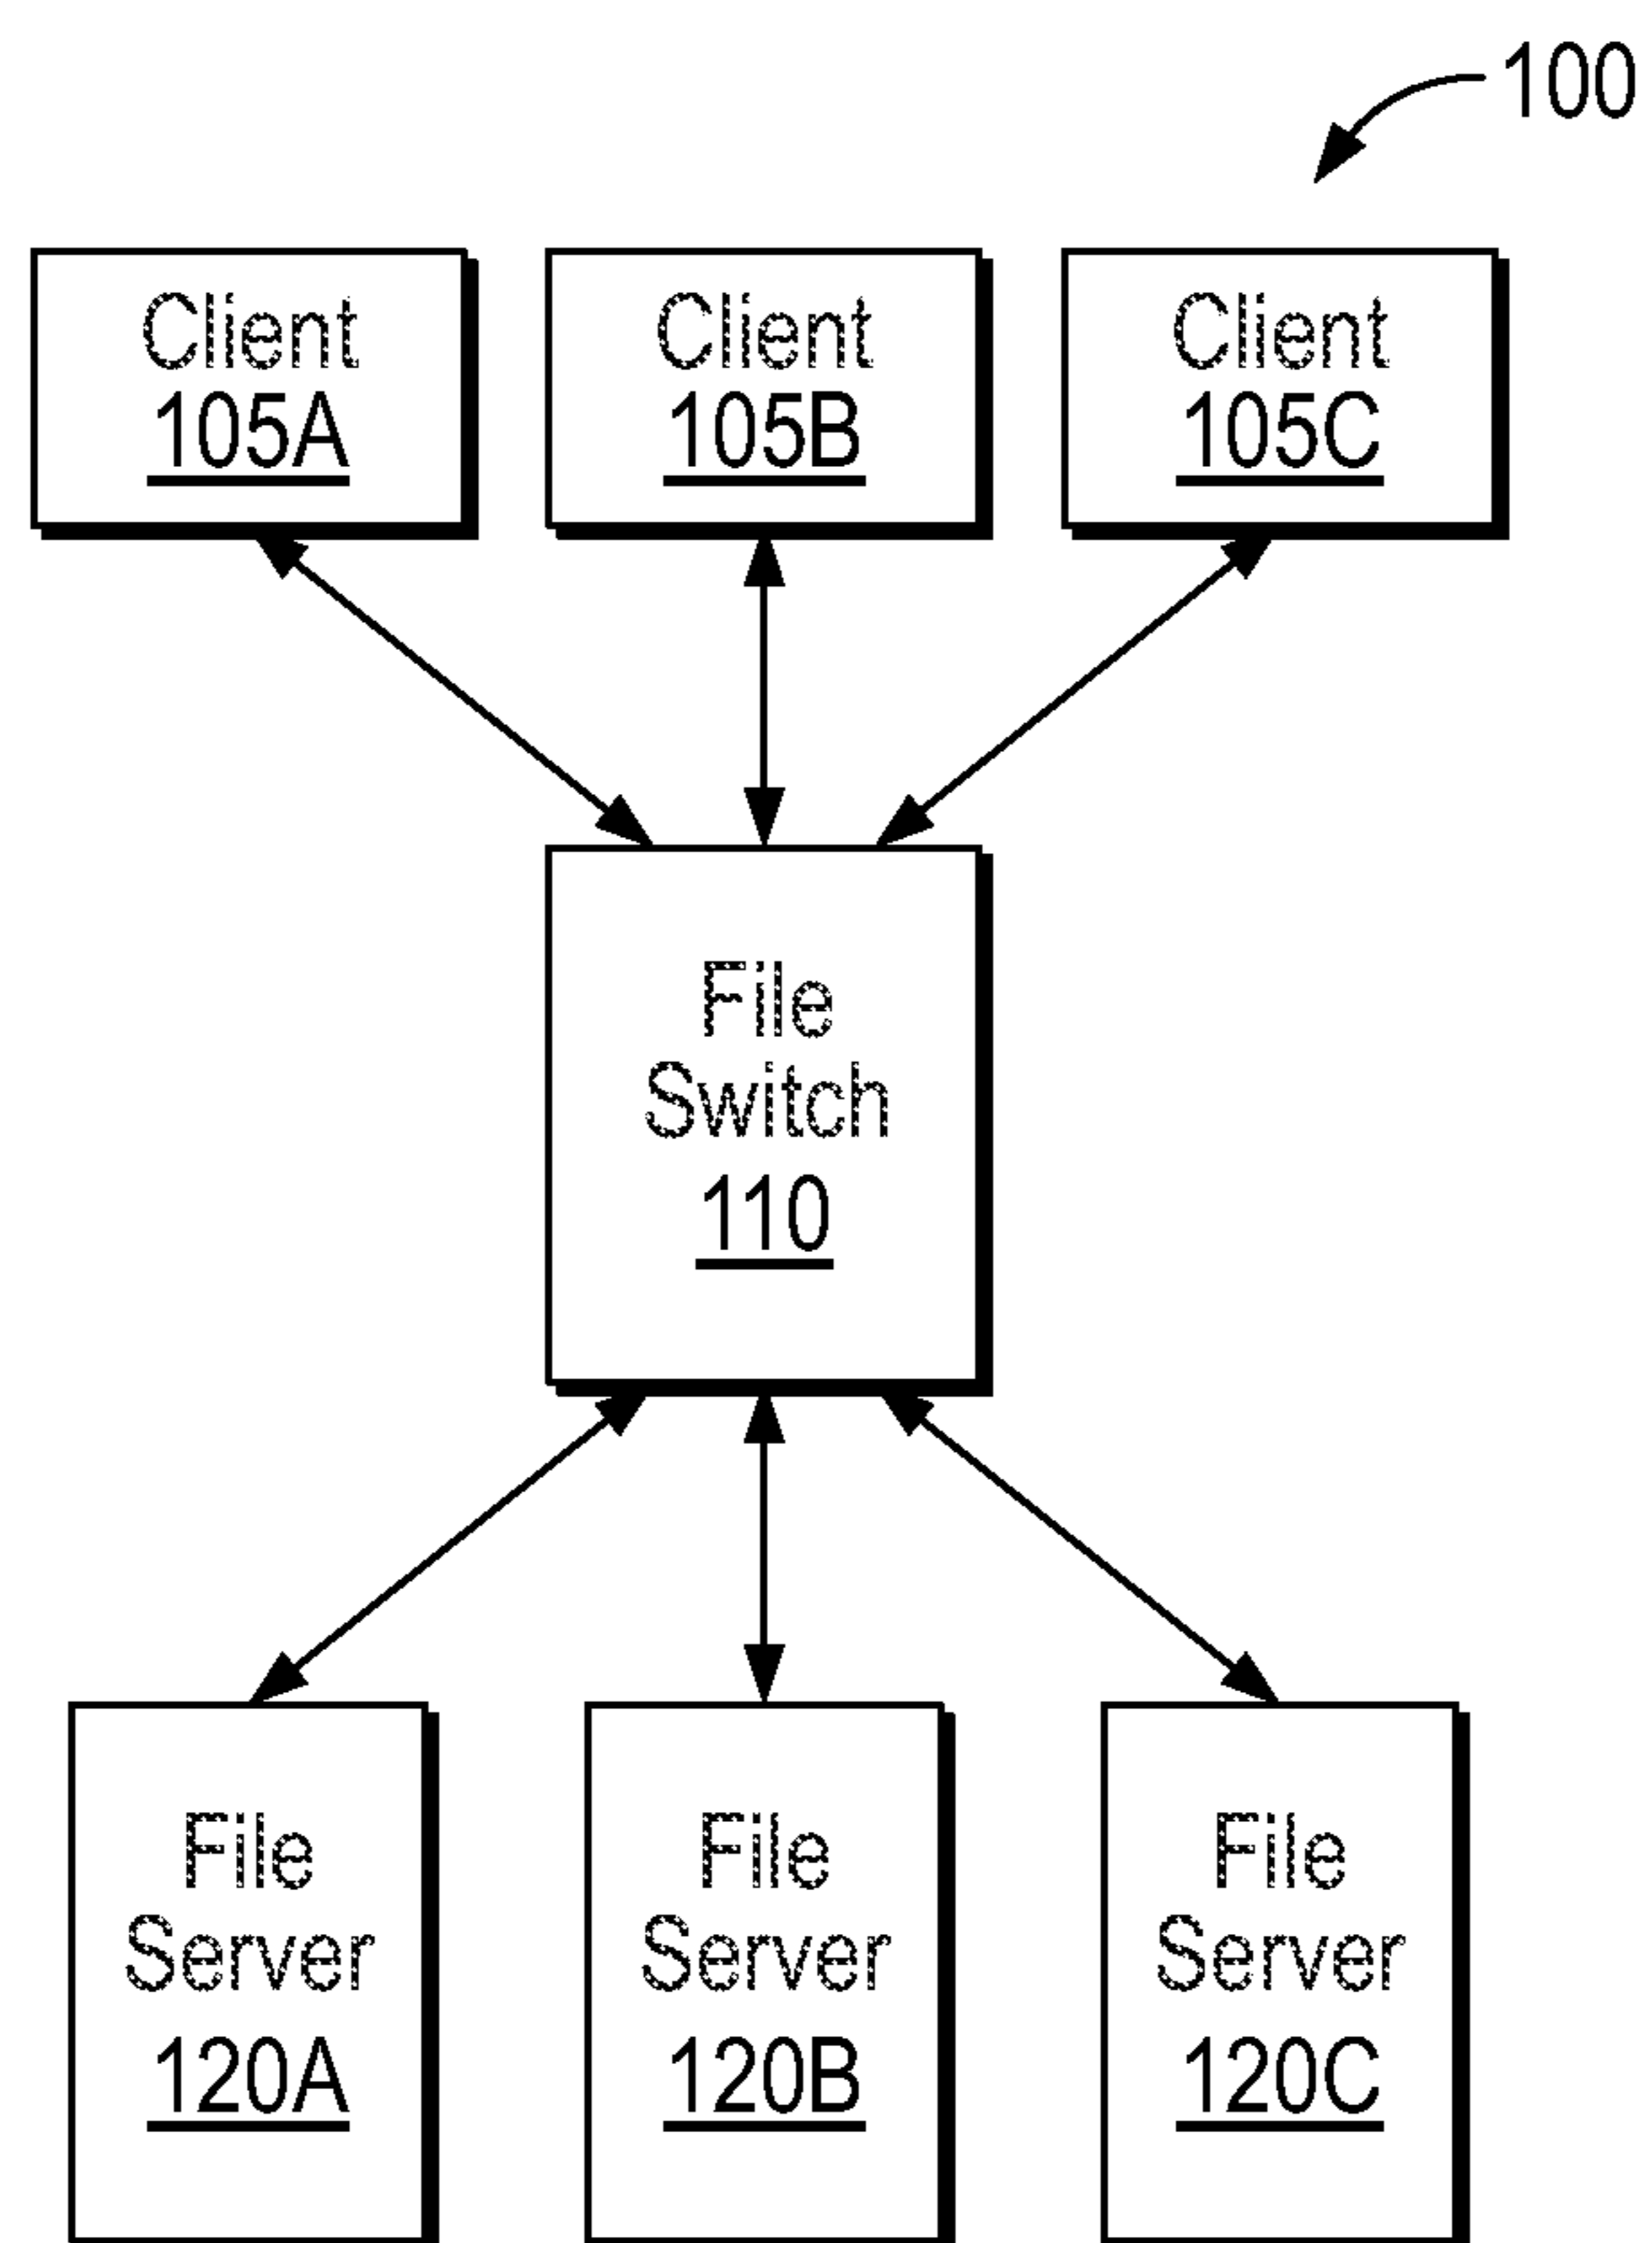 100
Client
105A
Client
105B
Client
105C
File
Switch
110
File
Server
120A
File
Server
120B
File
Server
120C